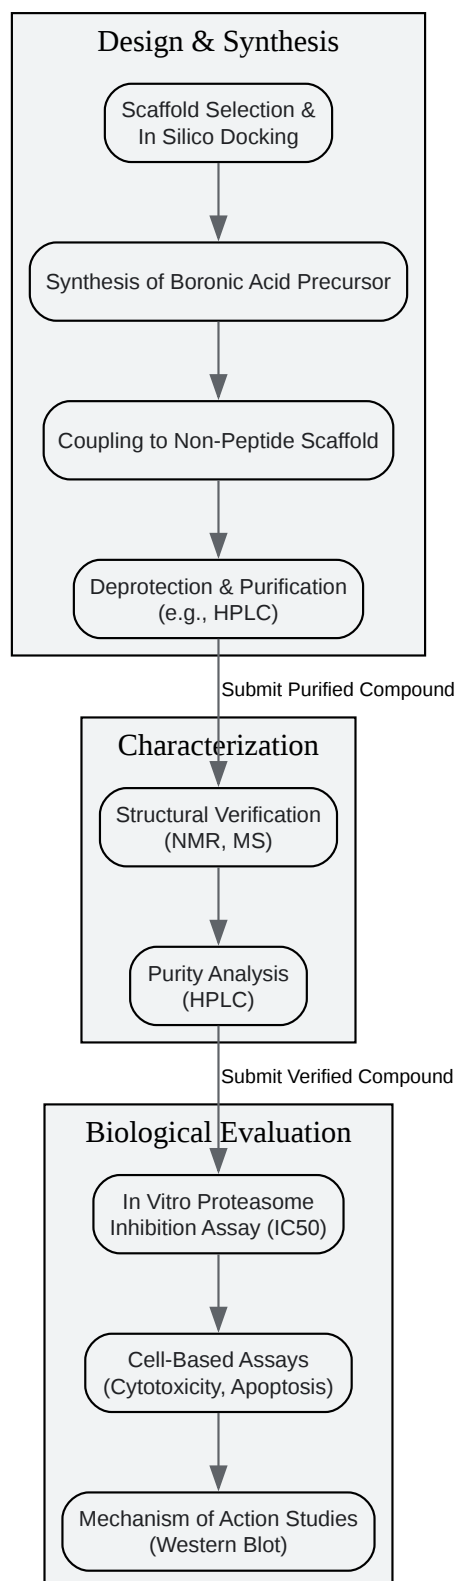 Design & Synthesis
Scaffold Selection &
In Silico Docking
Synthesis of Boronic Acid Precursor
Coupling to Non-Peptide Scaffold
Deprotection & Purification
(e.g., HPLC)
Submit Purified Compound
Characterization
Structural Verification
(NMR, MS)
Purity Analysis
(HPLC)
Submit Verified Compound
Biological Evaluation
In Vitro Proteasome
Inhibition Assay (IC50)
Cell-Based Assays
(Cytotoxicity, Apoptosis)
Mechanism of Action Studies
(Western Blot)